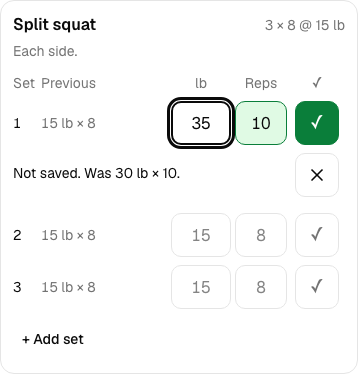 Split squat 3 × 8 @ 15 lb
Each side.
Set Previous lb Reps ✓
1 15 lb × 8 35 10 ✓
Not saved. Was 30 lb × 10. ✕
2 15 lb × 8 15 8 ✓
3 15 lb × 8 15 8 ✓
+ Add set